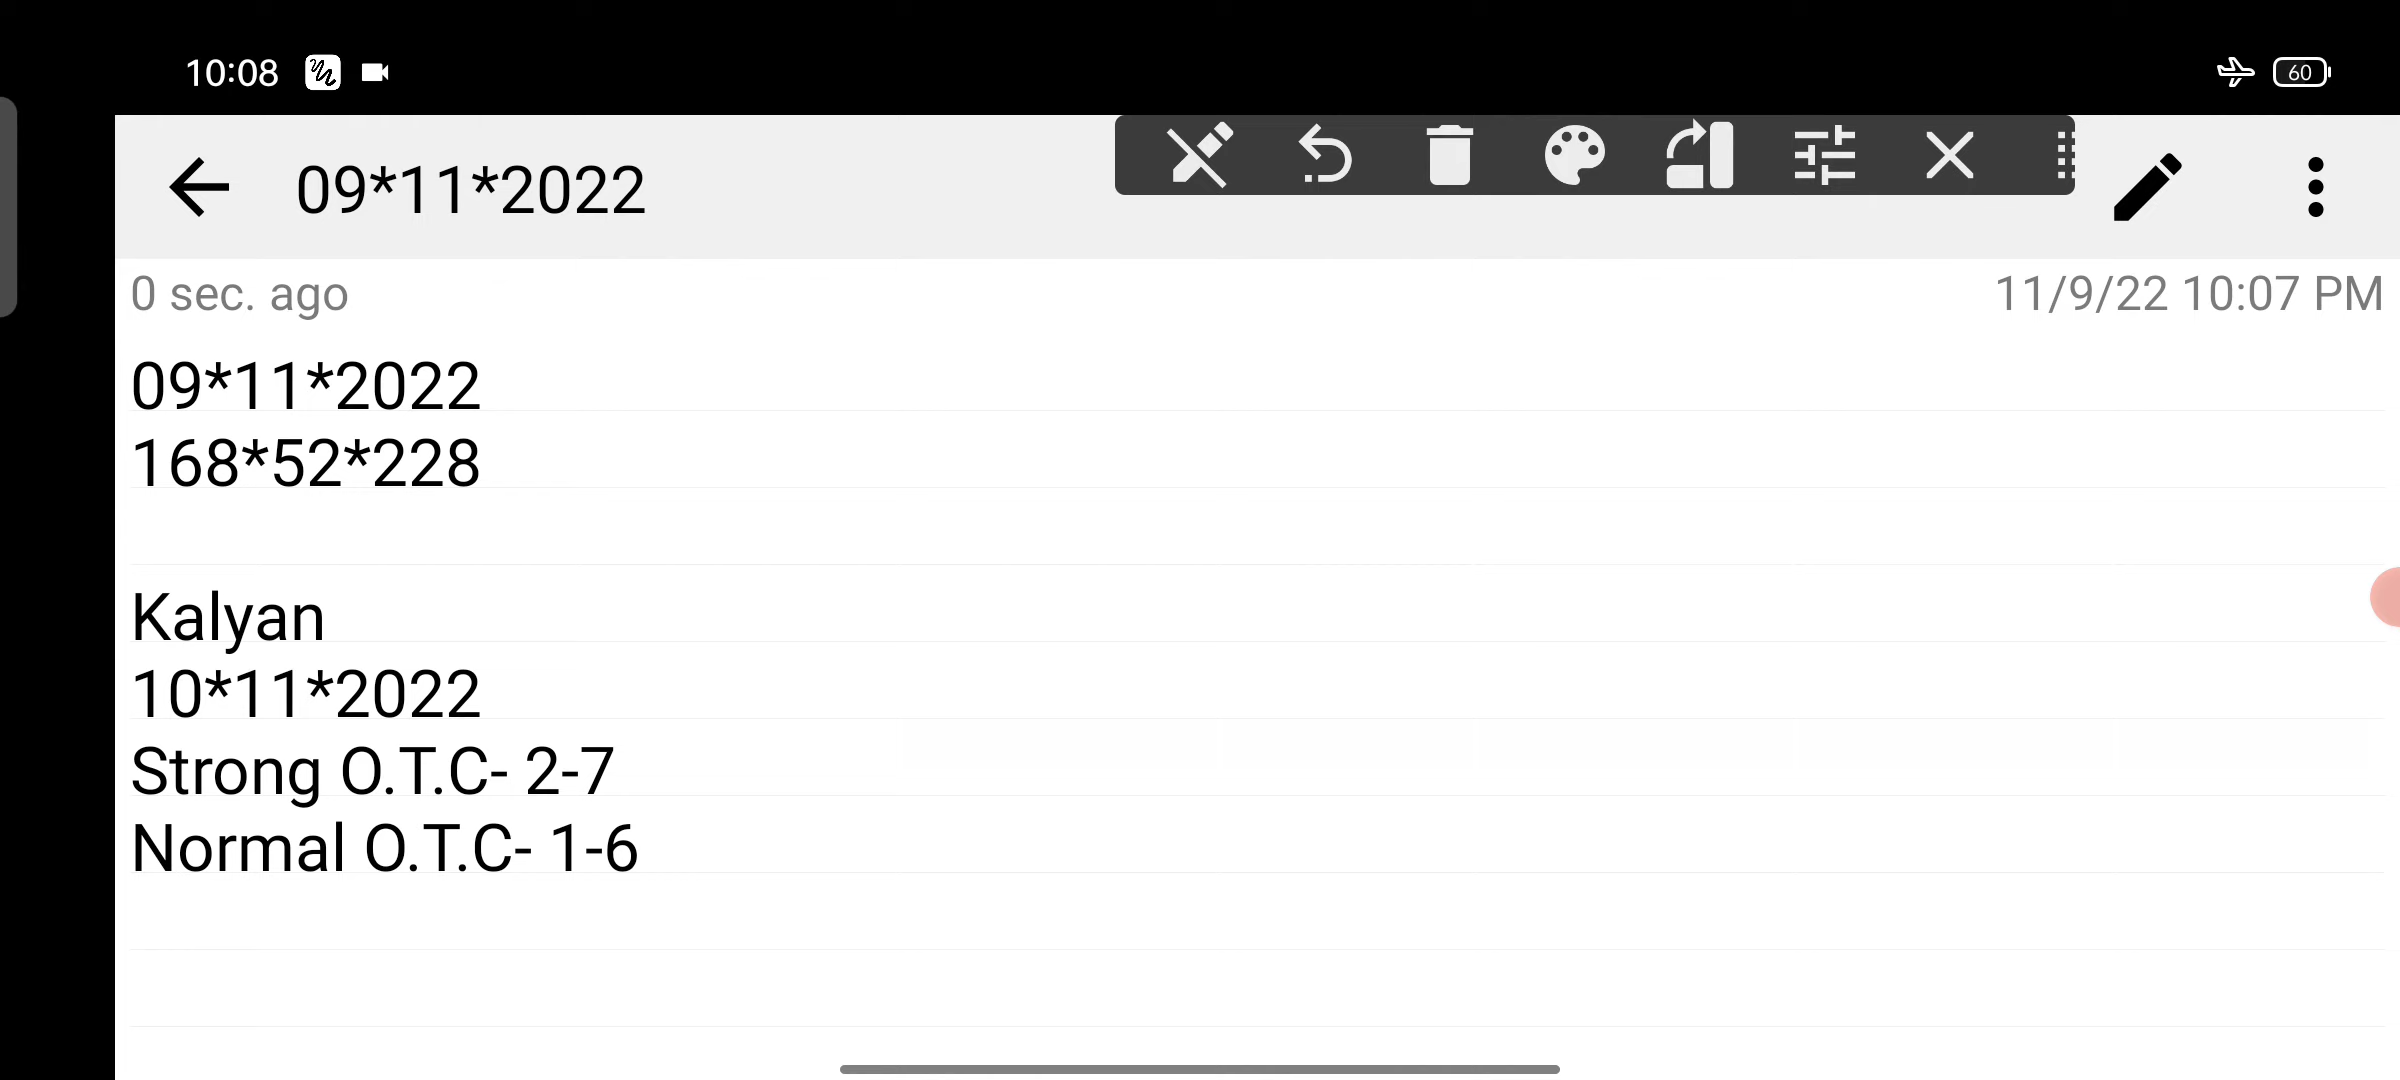 10:08
60
09*11*2022
0 sec. ago
11/9/22 10:07 PM
09*11*2022
168*52*228
Kalyan
10*11*2022
Strong O.T.C- 2-7
Normal O.T.C- 1-6